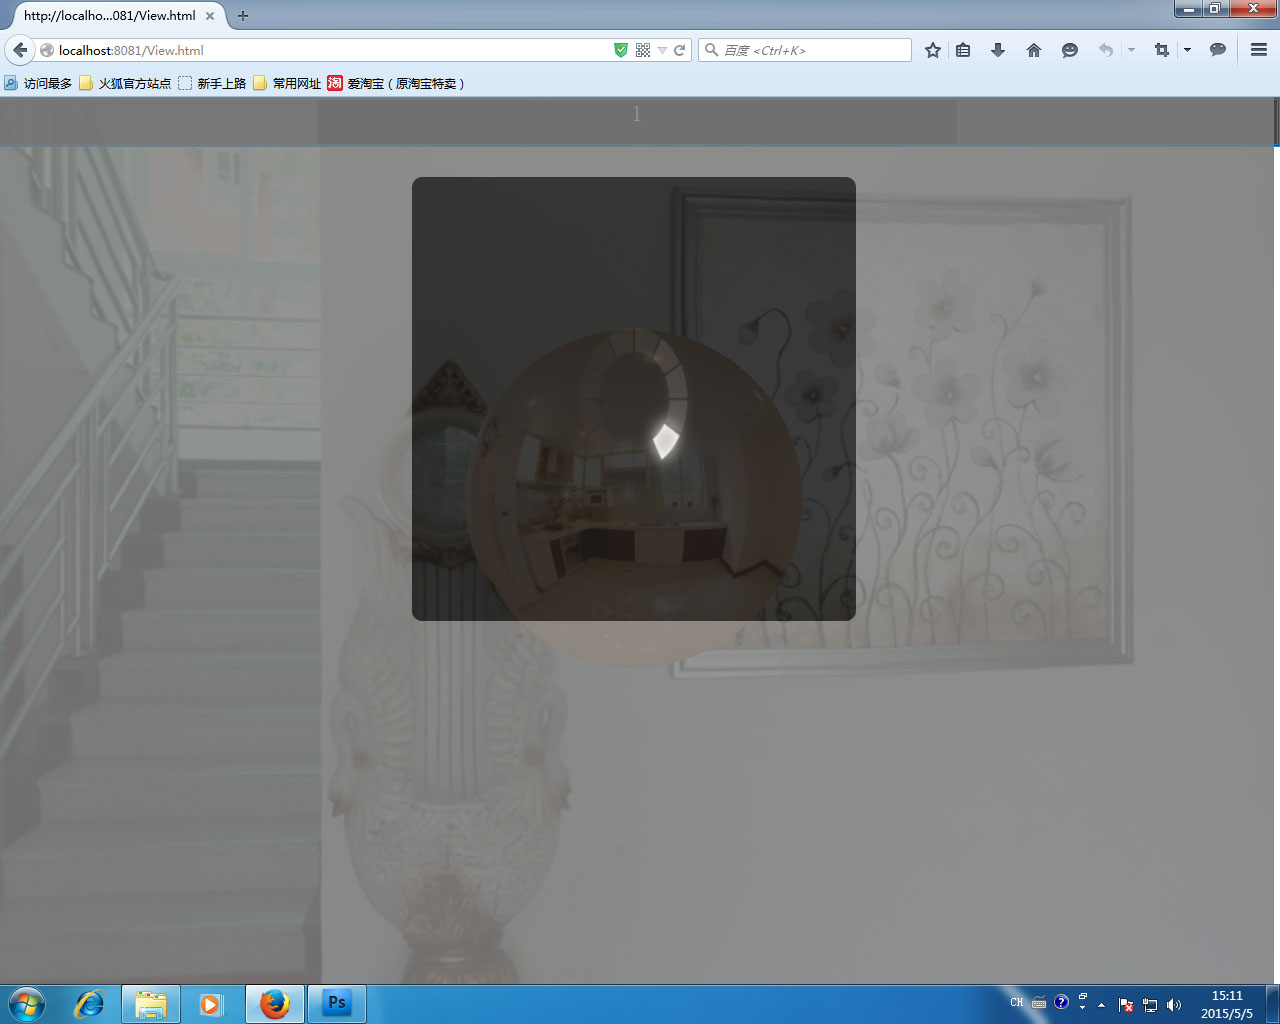 http://localho...081/View.html
localhost:8081/View.html
百度 <Ctrl+K>
访问最多
火狐官方站点
新手上路
常用网址
淘
爱淘宝（原淘宝特卖）
1
Ps
CH
15:11
2015/5/5